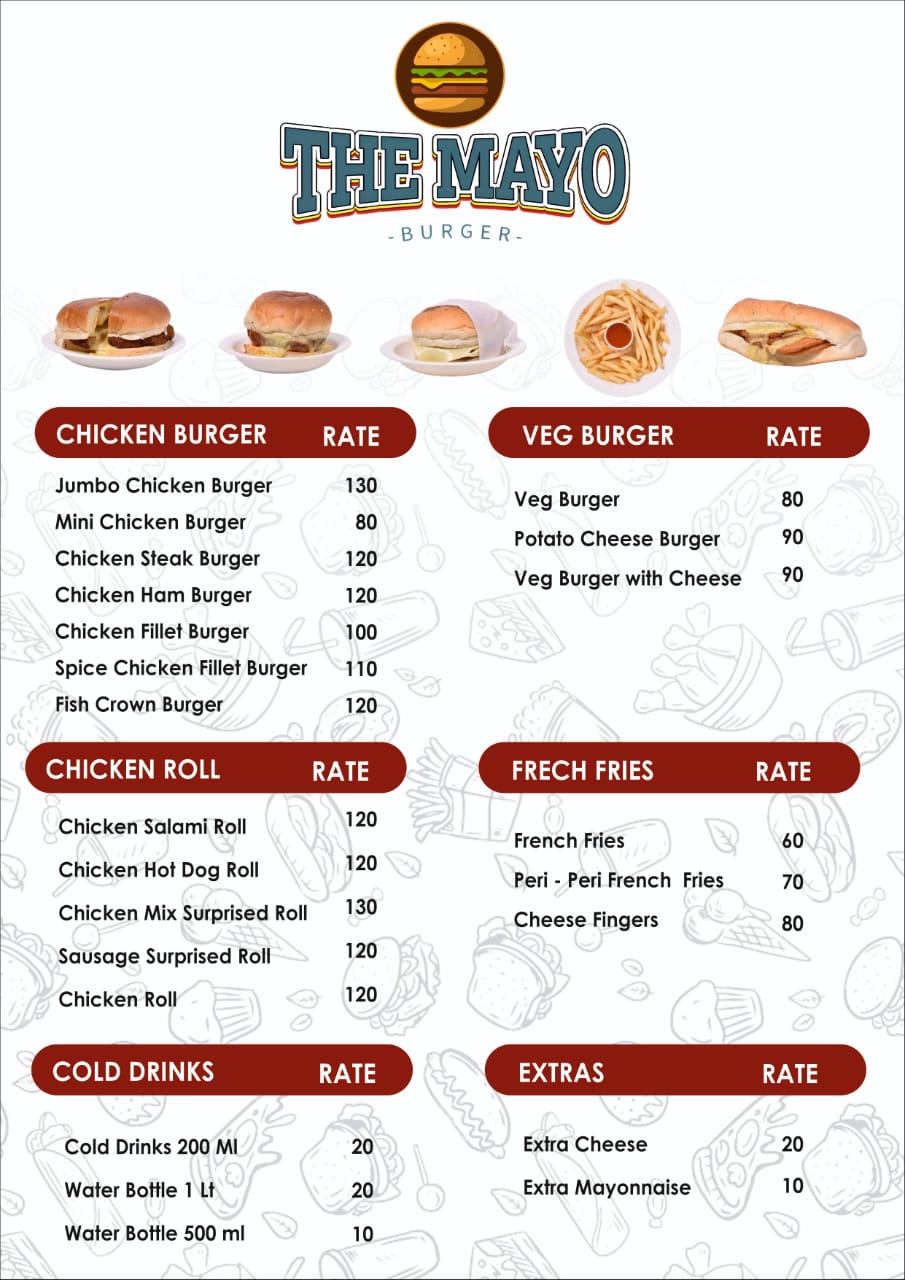 THE MAYO
-BURGER-
CHICKEN BURGER RATE
Jumbo Chicken Burger 130
Mini Chicken Burger 80
Chicken Steak Burger 120
Chicken Ham Burger 120
Chicken Fillet Burger 100
Spice Chicken Fillet Burger 110
Fish Crown Burger 120
VEG BURGER RATE
Veg Burger 80
Potato Cheese Burger 90
Veg Burger with Cheese 90
CHICKEN ROLL RATE
Chicken Salami Roll 120
Chicken Hot Dog Roll 120
Chicken Mix Surprised Roll 130
Sausage Surprised Roll 120
Chicken Roll 120
FRECH FRIES RATE
French Fries 60
Peri - Peri French Fries 70
Cheese Fingers 80
COLD DRINKS RATE
Cold Drinks 200 Ml 20
Water Bottle 1 Lt 20
Water Bottle 500 ml 10
EXTRAS RATE
Extra Cheese 20
Extra Mayonnaise 10